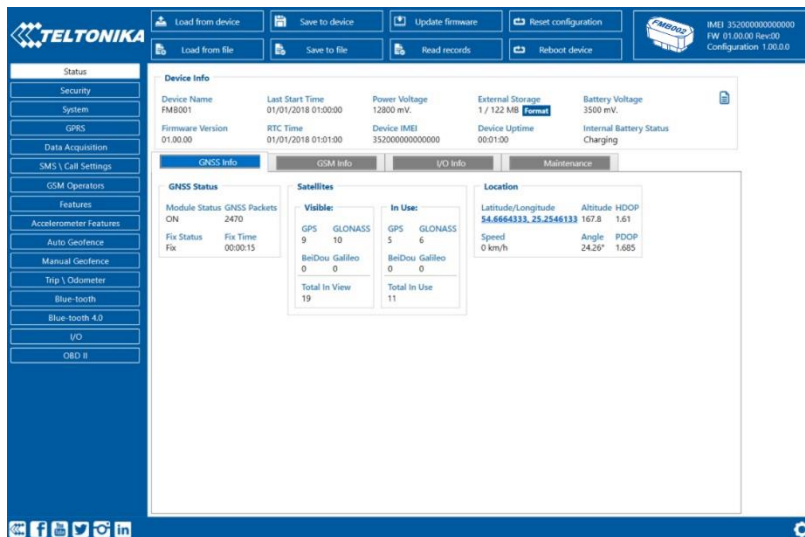 TELTONIKA
Load from device
Save to device
Update firmware
Reset configuration
Load from file
Save to file
Read records
Reboot device
FMB002
IMEI 352000000000000
FW 01.00.00 Rev:00
Configuration 1.00.0.0
Status
Security
System
GPRS
Data Acquisition
SMS \ Call Settings
GSM Operators
Features
Accelerometer Features
Auto Geofence
Manual Geofence
Trip \ Odometer
Blue-tooth
Blue-tooth 4.0
I/O
OBD II
Device Info
Device Name Last Start Time Power Voltage External Storage Battery Voltage
FMB001 01/01/2018 01:00:00 12800 mV. 1 / 122 MB Format 3500 mV.
Firmware Version RTC Time Device IMEI Device Uptime Internal Battery Status
01.00.00 01/01/2018 01:01:00 352000000000000 00:01:00 Charging
GNSS Info GSM Info I/O Info Maintenance
GNSS Status
Module Status GNSS Packets
ON 2470
Fix Status Fix Time
Fix 00:00:15
Satellites
Visible:
GPS GLONASS
9 10
BeiDou Galileo
0 0
Total In View
19
In Use:
GPS GLONASS
5 6
BeiDou Galileo
0 0
Total In Use
11
Location
Latitude/Longitude Altitude HDOP
54.6664333, 25.2546133 167.8 1.61
Speed Angle PDOP
0 km/h 24.26° 1.685